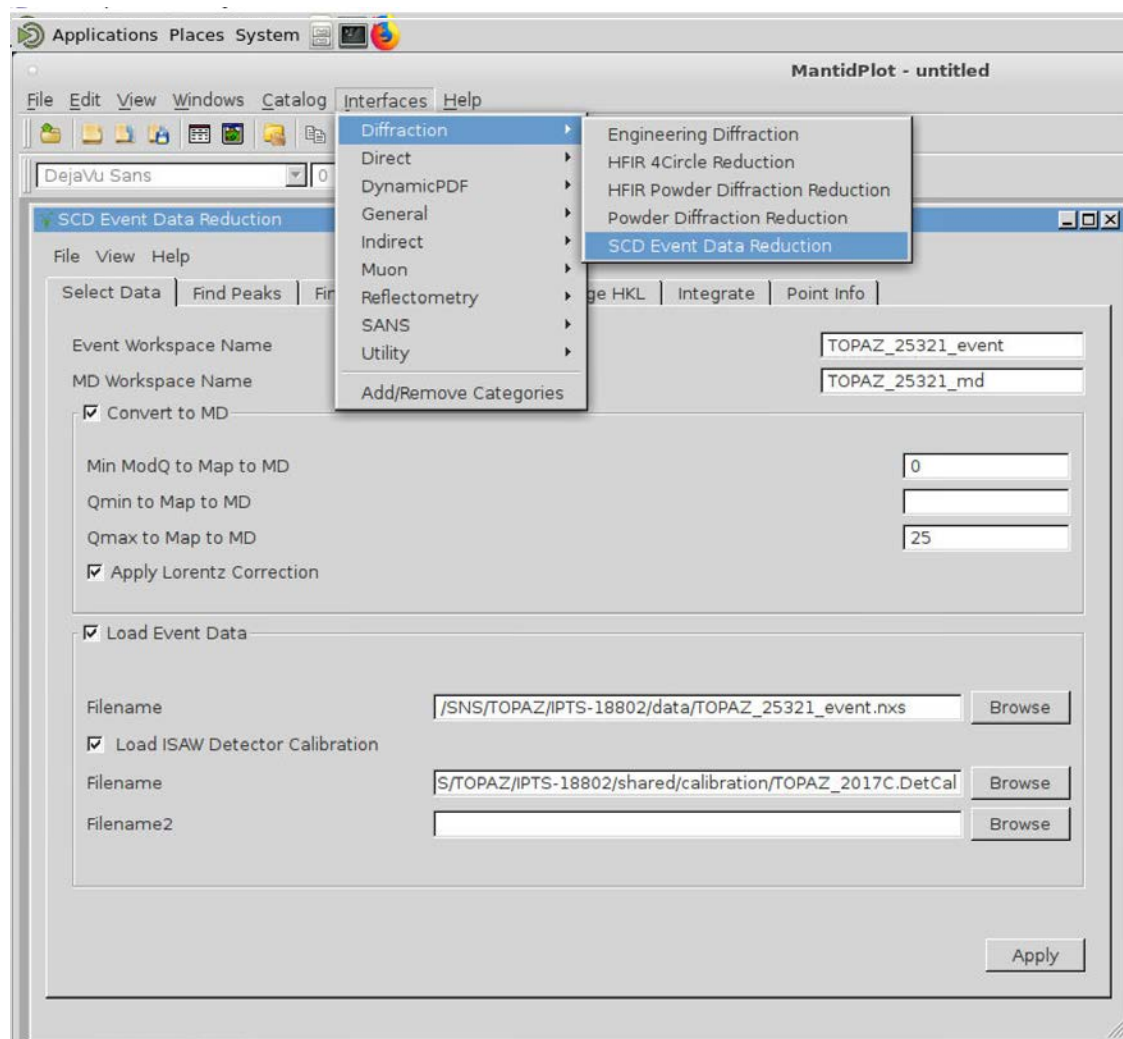 Applications Places System
MantidPlot - untitled
File Edit View Windows Catalog Interfaces Help
DejaVu Sans 0
Diffraction
Direct
DynamicPDF
General
Indirect
Muon
Reflectometry
SANS
Utility
Add/Remove Categories
Engineering Diffraction
HFIR 4Circle Reduction
HFIR Powder Diffraction Reduction
Powder Diffraction Reduction
SCD Event Data Reduction
SCD Event Data Reduction
File View Help
Select Data Find Peaks HKL Integrate Point Info
Event Workspace Name TOPAZ_25321_event
MD Workspace Name TOPAZ_25321_md
Convert to MD
Min ModQ to Map to MD 0
Qmin to Map to MD
Qmax to Map to MD 25
Apply Lorentz Correction
Load Event Data
Filename /SNS/TOPAZ/IPTS-18802/data/TOPAZ_25321_event.nxs Browse
Load ISAW Detector Calibration
Filename S/TOPAZ/IPTS-18802/shared/calibration/TOPAZ_2017C.DetCal Browse
Filename2 Browse
Apply